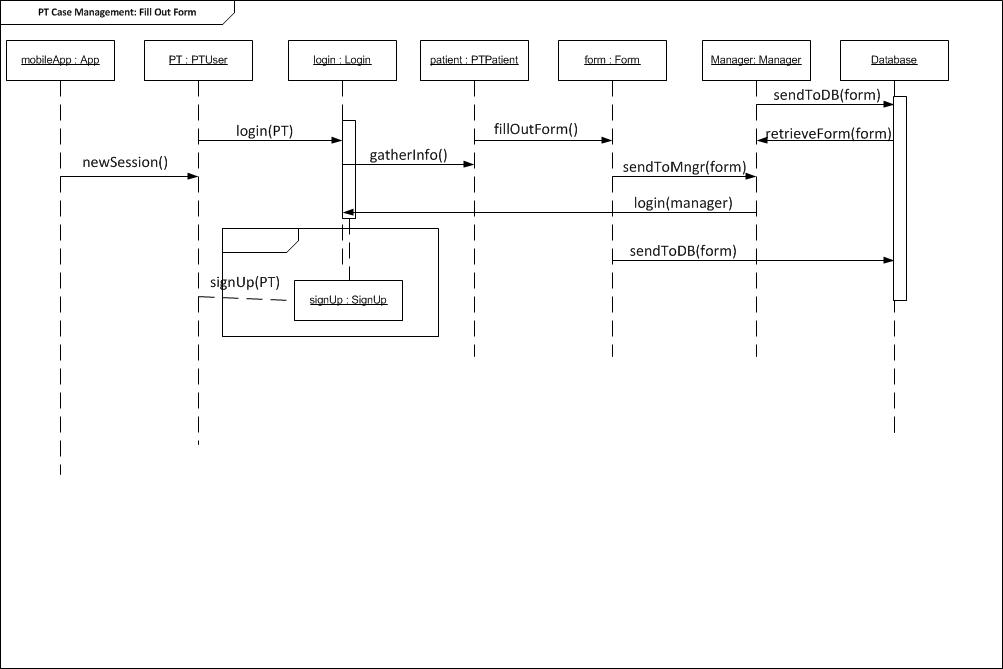 PT Case Management: Fill Out Form
mobileApp : App
PT : PTUser
login : Login
patient : PTPatient
form : Form
Manager: Manager
Database
sendToDB(form)
login(PT)
fillOutForm()
retrieveForm(form)
newSession()
gatherInfo()
sendToMngr(form)
login(manager)
sendToDB(form)
signUp(PT)
signUp : SignUp